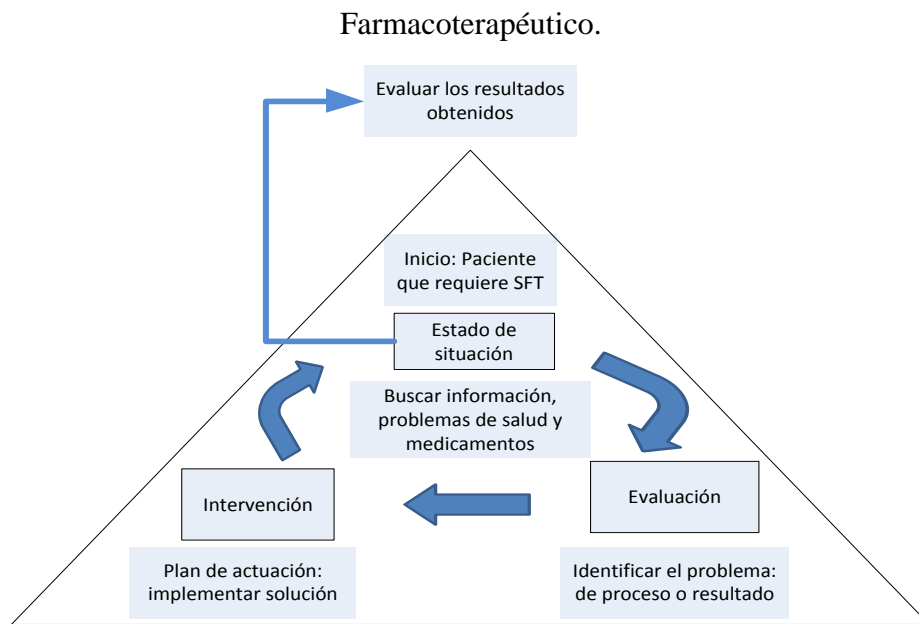 Farmacoterapéutico.
Evaluar los resultados
obtenidos
Inicio: Paciente
que requiere SFT
Estado de
situación
Buscar información,
problemas de salud y
medicamentos
Intervención
Evaluación
Plan de actuación:
implementar solución
Identificar el problema:
de proceso o resultado